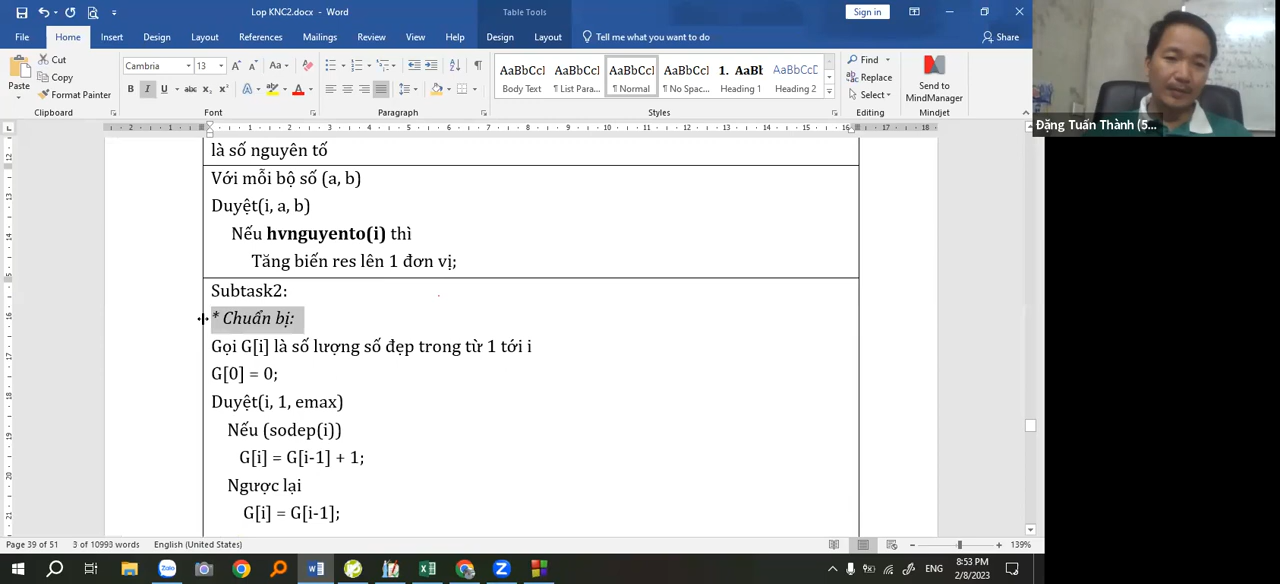 Lop KNC2.docx - Word
Table Tools
Sign in
File Home Insert Design Layout References Mailings Review View Help Design Layout Tell me what you want to do Share
Paste
Cut
Copy
Format Painter
Clipboard
Cambria 13
Font
Paragraph
AaBbCcI AaBbCcI AaBbCcI AaBbCcI 1. AaBb AaBbCcD
Body Text ¶ List Para... ¶ Normal ¶ No Spac... Heading 1 Heading 2
Styles
Find
Replace
Select
Editing
Send to
MindManager
Mindjet
Đặng Tuấn Thành (5...
là số nguyên tố
Với mỗi bộ số (a, b)
Duyệt(i, a, b)
Nếu hvnguyento(i) thì
Tăng biến res lên 1 đơn vị;
Subtask2:
* Chuẩn bị:
Gọi G[i] là số lượng số đẹp trong từ 1 tới i
G[0] = 0;
Duyệt(i, 1, emax)
Nếu (sodep(i))
G[i] = G[i-1] + 1;
Ngược lại
G[i] = G[i-1];
Page 39 of 51 3 of 10993 words English (United States) 139%
ENG
8:53 PM
2/8/2023